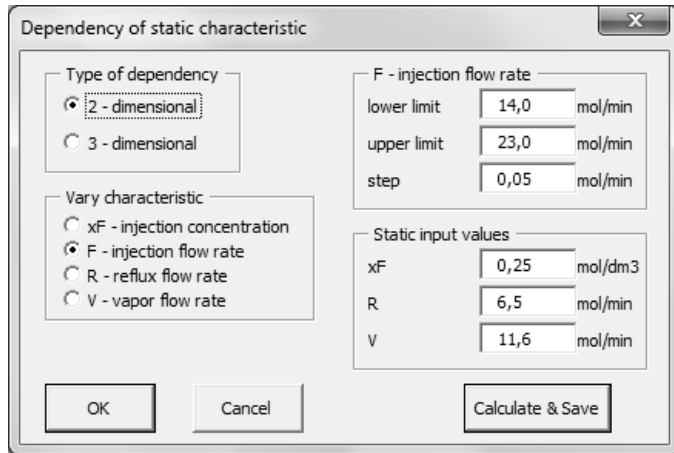 Dependency of static characteristic
x
Type of dependency
2 - dimensional
3 - dimensional
Vary characteristic
xF - injection concentration
F - injection flow rate
R - reflux flow rate
V - vapor flow rate
F - injection flow rate
lower limit 14,0 mol/min
upper limit 23,0 mol/min
step 0,05 mol/min
Static input values
xF 0,25 mol/dm3
R 6,5 mol/min
V 11,6 mol/min
OK Cancel Calculate & Save